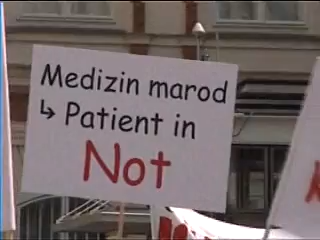 Medizin marod
↳ Patient in
Not